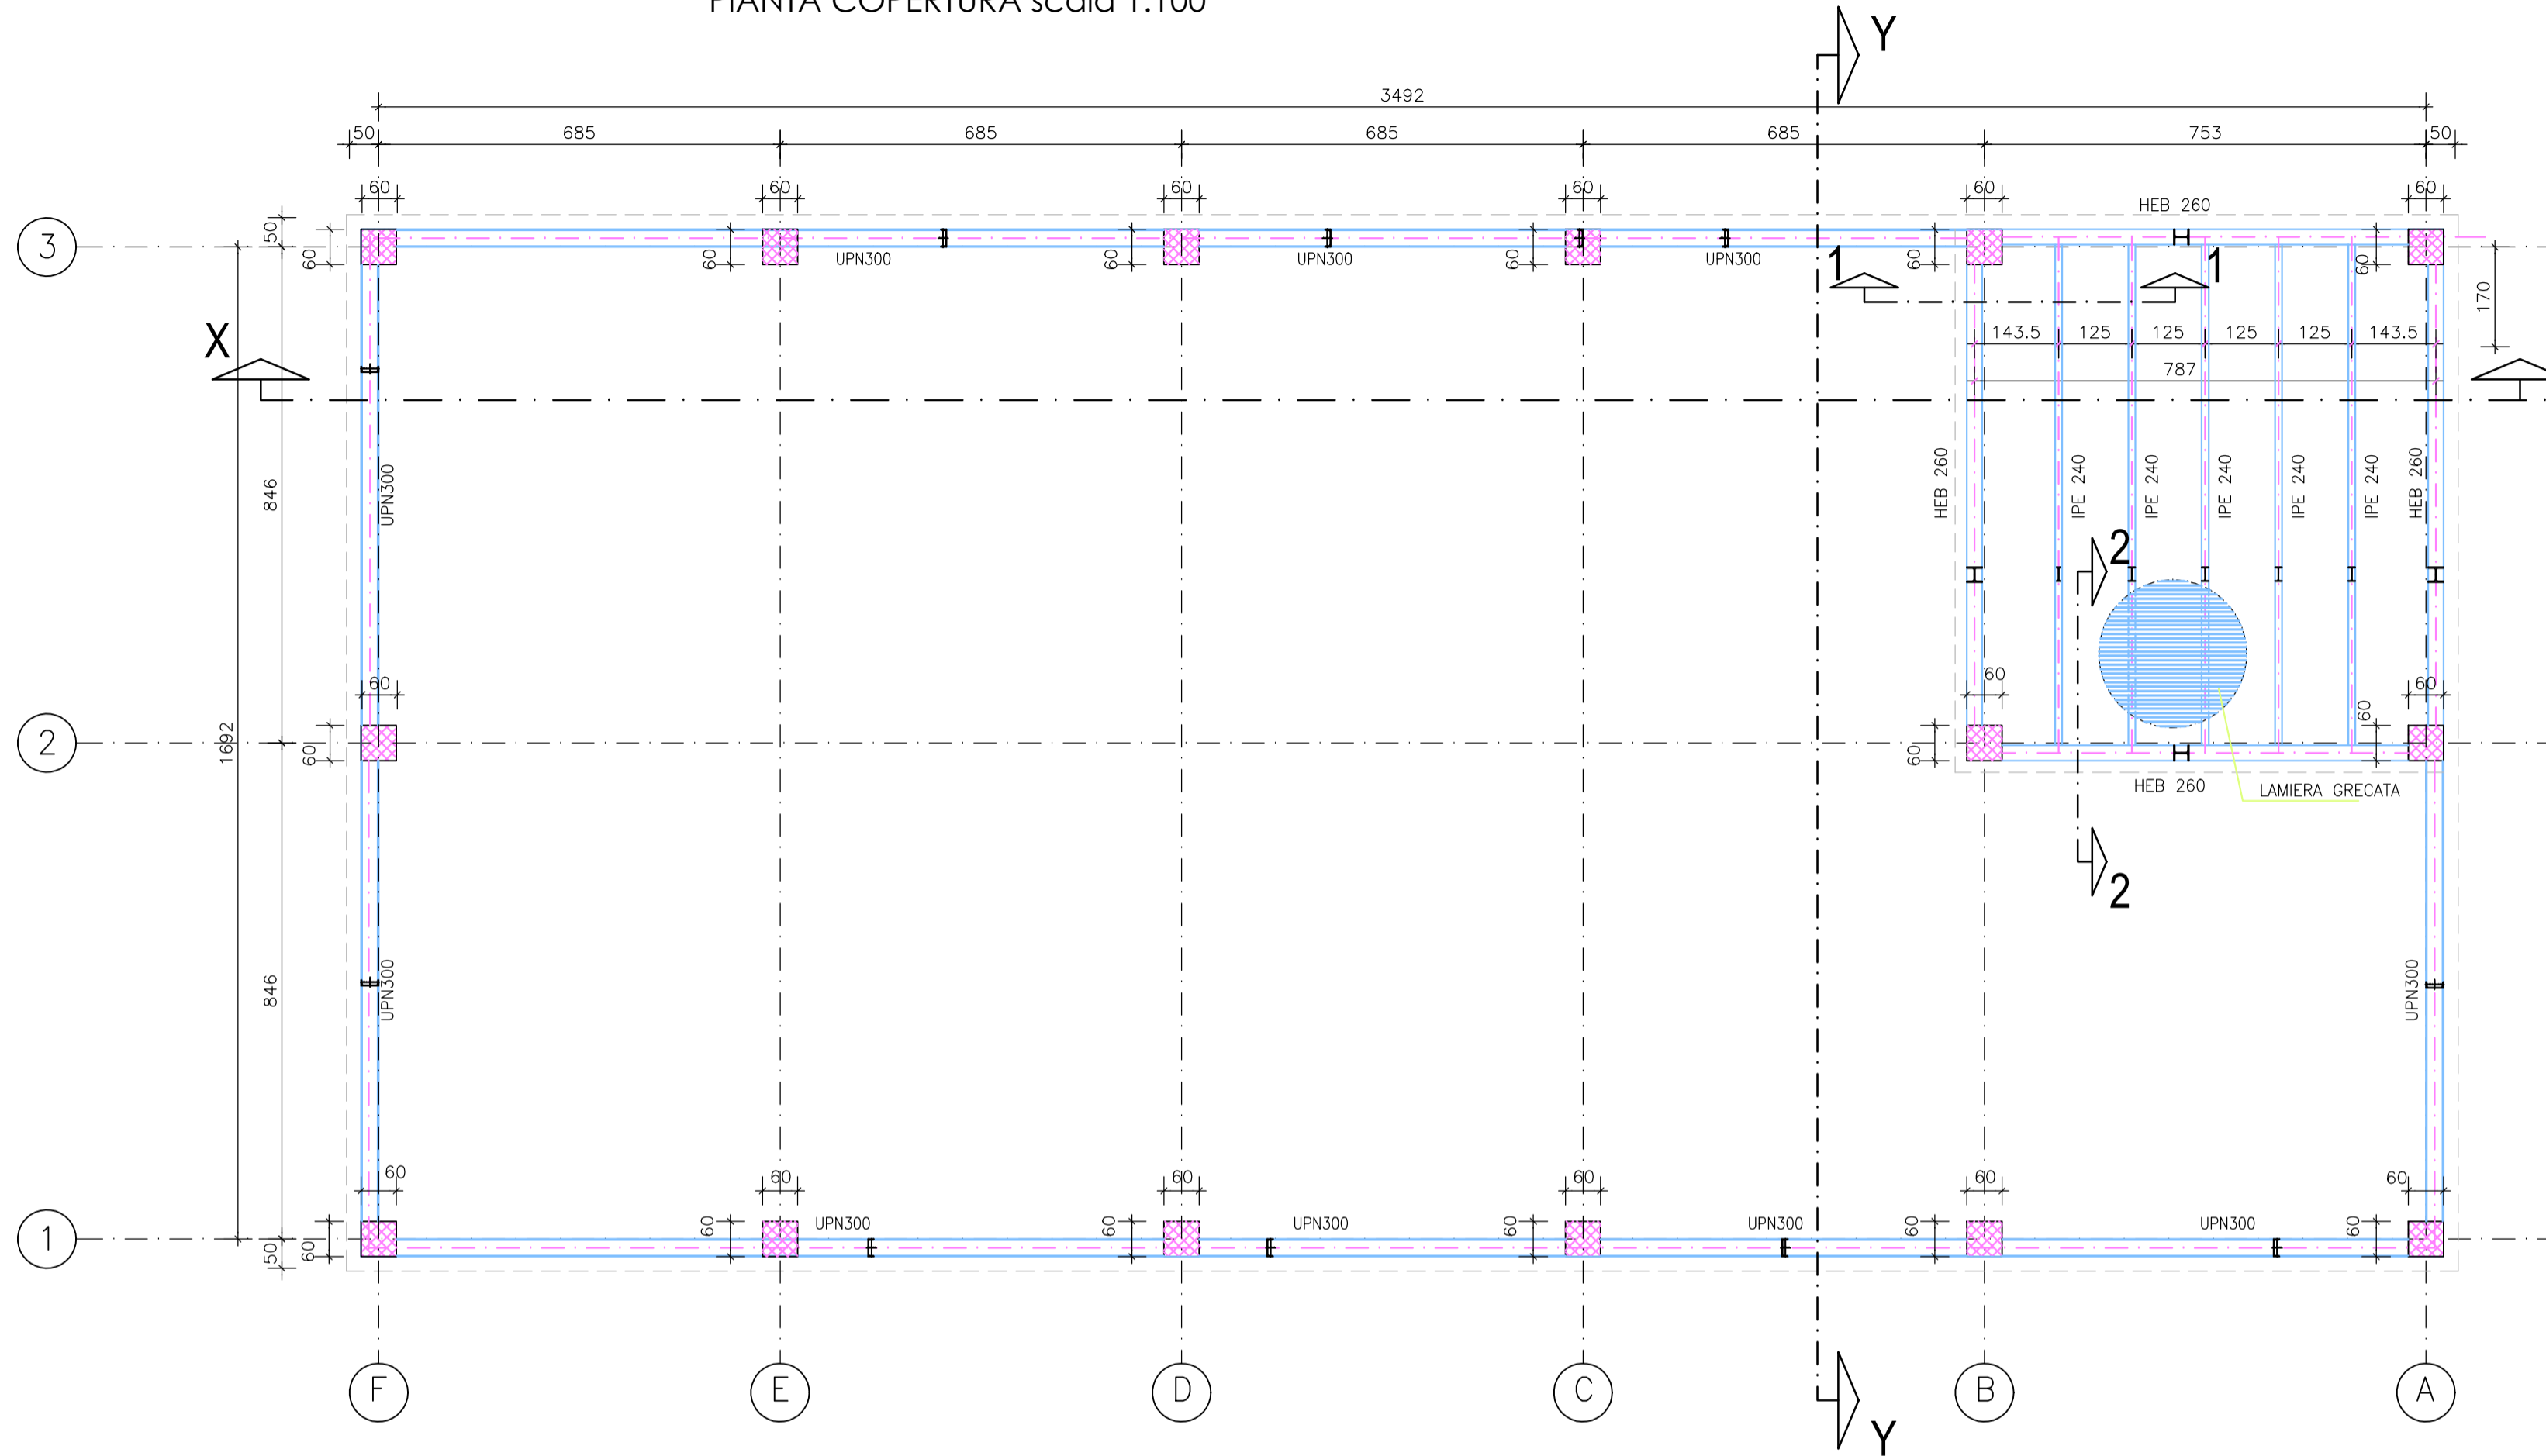 PIANTA COPERTURA scala 1:100
Y
3492
50 685 685 685 685 753 50
60 60 60 60 60 60
HEB 260
3
50
60 60 60 60 60 60
UPN300 UPN300 UPN300
1 1
170
X
143.5 125 125 125 125 143.5
787
846
UPN300
HEB 260 IPE 240 IPE 240 IPE 240 IPE 240 IPE 240 HEB 260
2
60 60 60
2
1692
60 60 60
HEB 260
LAMIERA GRECATA
2
846
UPN300
UPN300
60 60 60 60 60 60
UPN300 UPN300 UPN300 UPN300
1
50
60 60 60 60 60 60
F E D C B A
Y